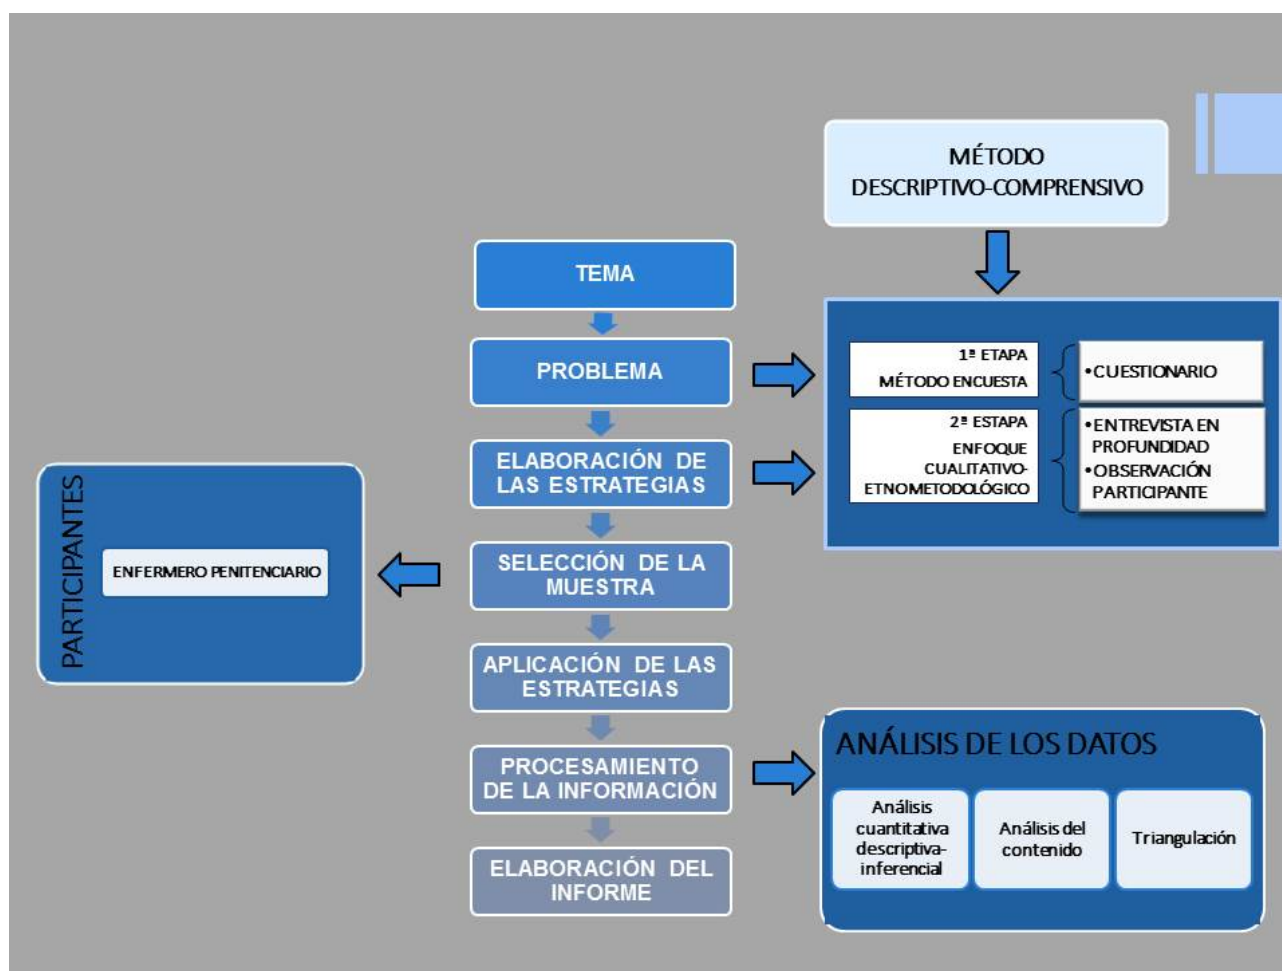 MÉTODO
DESCRIPTIVO-COMPRENSIVO
TEMA
PROBLEMA
1ª ETAPA
MÉTODO ENCUESTA
•CUESTIONARIO
2ª ESTAPA
ENFOQUE
CUALITATIVO-
ETNOMETODOLÓGICO
•ENTREVISTA EN
PROFUNDIDAD
•OBSERVACIÓN
PARTICIPANTE
ELABORACIÓN DE
LAS ESTRATEGIAS
PARTICIPANTES
ENFERMERO PENITENCIARIO
SELECCIÓN DE LA
MUESTRA
APLICACIÓN DE LAS
ESTRATEGIAS
PROCESAMIENTO
DE LA INFORMACIÓN
ANÁLISIS DE LOS DATOS
Análisis
cuantitativa
descriptiva-
inferencial
Análisis del
contenido
Triangulación
ELABORACIÓN DEL
INFORME